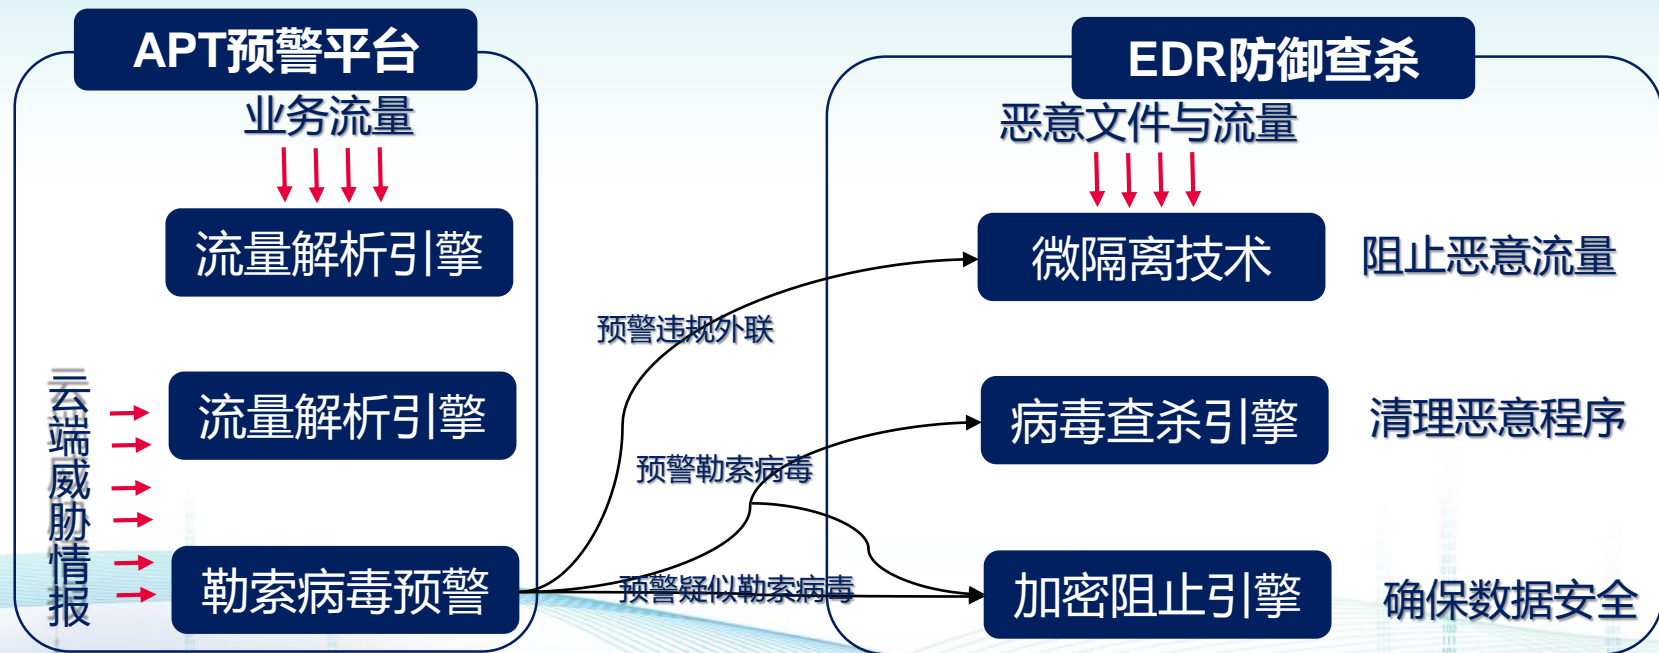 APT预警平台
业务流量
流量解析引擎
云端威胁情报
流量解析引擎
勒索病毒预警
预警违规外联
预警勒索病毒
预警疑似勒索病毒
EDR防御查杀
恶意文件与流量
微隔离技术
阻止恶意流量
病毒查杀引擎
清理恶意程序
加密阻止引擎
确保数据安全